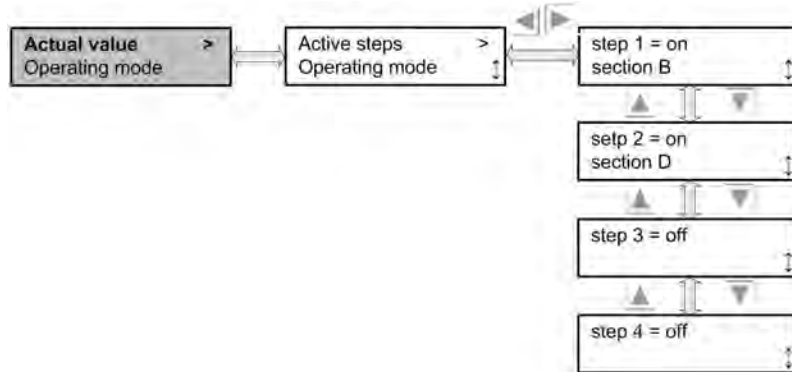 Actual value >
Operating mode
Active steps >
Operating mode
step 1 = on
section B
setp 2 = on
section D
step 3 = off
step 4 = off